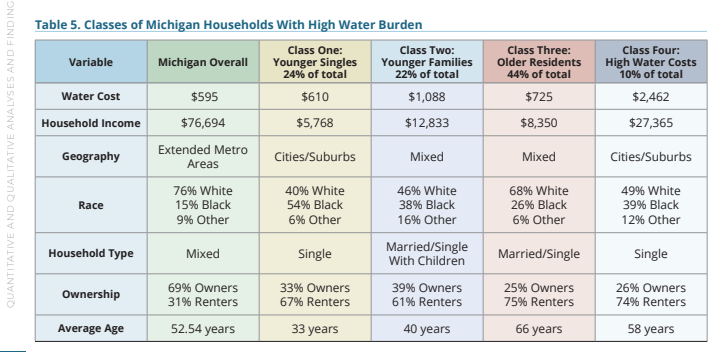 QUANTITATIVE AND QUALITATIVE ANALYSES AND FINDING
Table 5. Classes of Michigan Households With High Water Burden
Variable
Michigan Overall
Class One:
Younger Singles
24% of total
Class Two:
Younger Families
22% of total
Class Three:
Older Residents
44% of total
Class Four:
High Water Costs
10% of total
Water Cost
$595
$610
$1,088
$725
$2,462
Household Income
$76,694
$5,768
$12,833
$8,350
$27,365
Geography
Extended Metro
Areas
Cities/Suburbs
Mixed
Mixed
Cities/Suburbs
Race
76% White
15% Black
9% Other
40% White
54% Black
6% Other
46% White
38% Black
16% Other
68% White
26% Black
6% Other
49% White
39% Black
12% Other
Household Type
Mixed
Single
Married/Single
With Children
Married/Single
Single
Ownership
69% Owners
31% Renters
33% Owners
67% Renters
39% Owners
61% Renters
25% Owners
75% Renters
26% Owners
74% Renters
Average Age
52.54 years
33 years
40 years
66 years
58 years